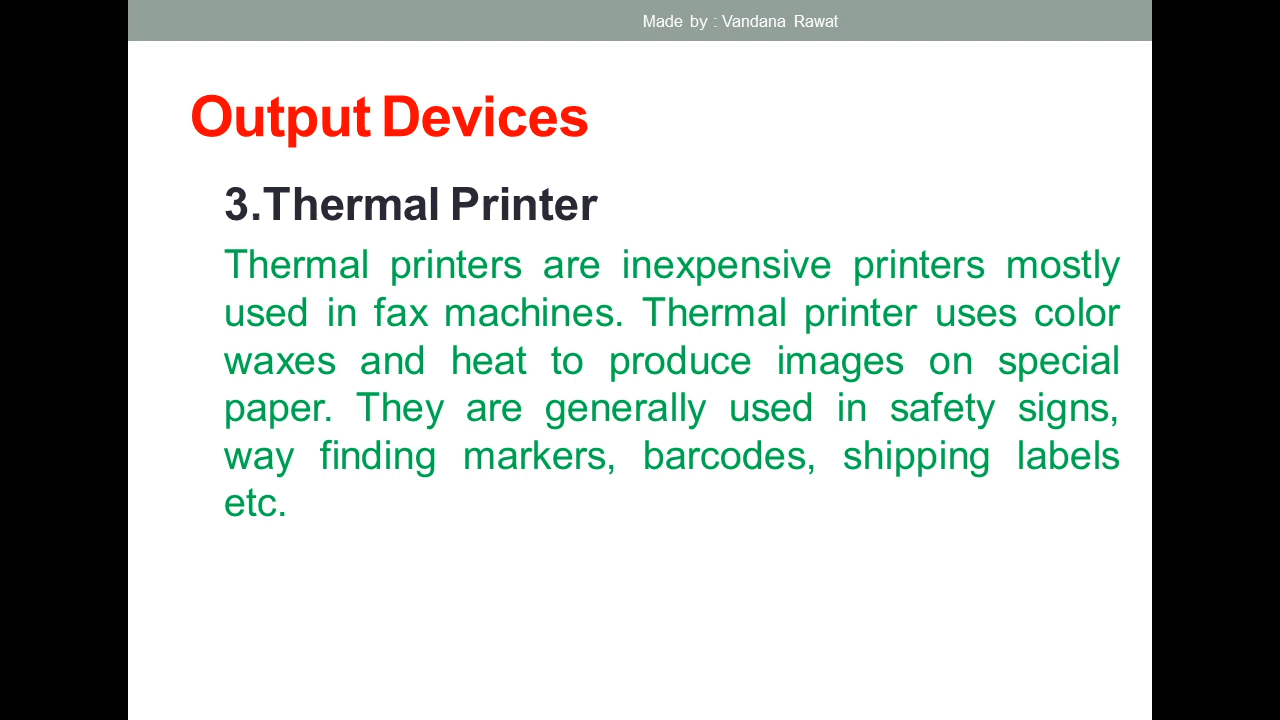 Made by : Vandana Rawat
Output Devices
3.Thermal Printer
Thermal printers are inexpensive printers mostly
used in fax machines. Thermal printer uses color
waxes and heat to produce images on special
paper. They are generally used in safety signs,
way finding markers, barcodes, shipping labels
etc.